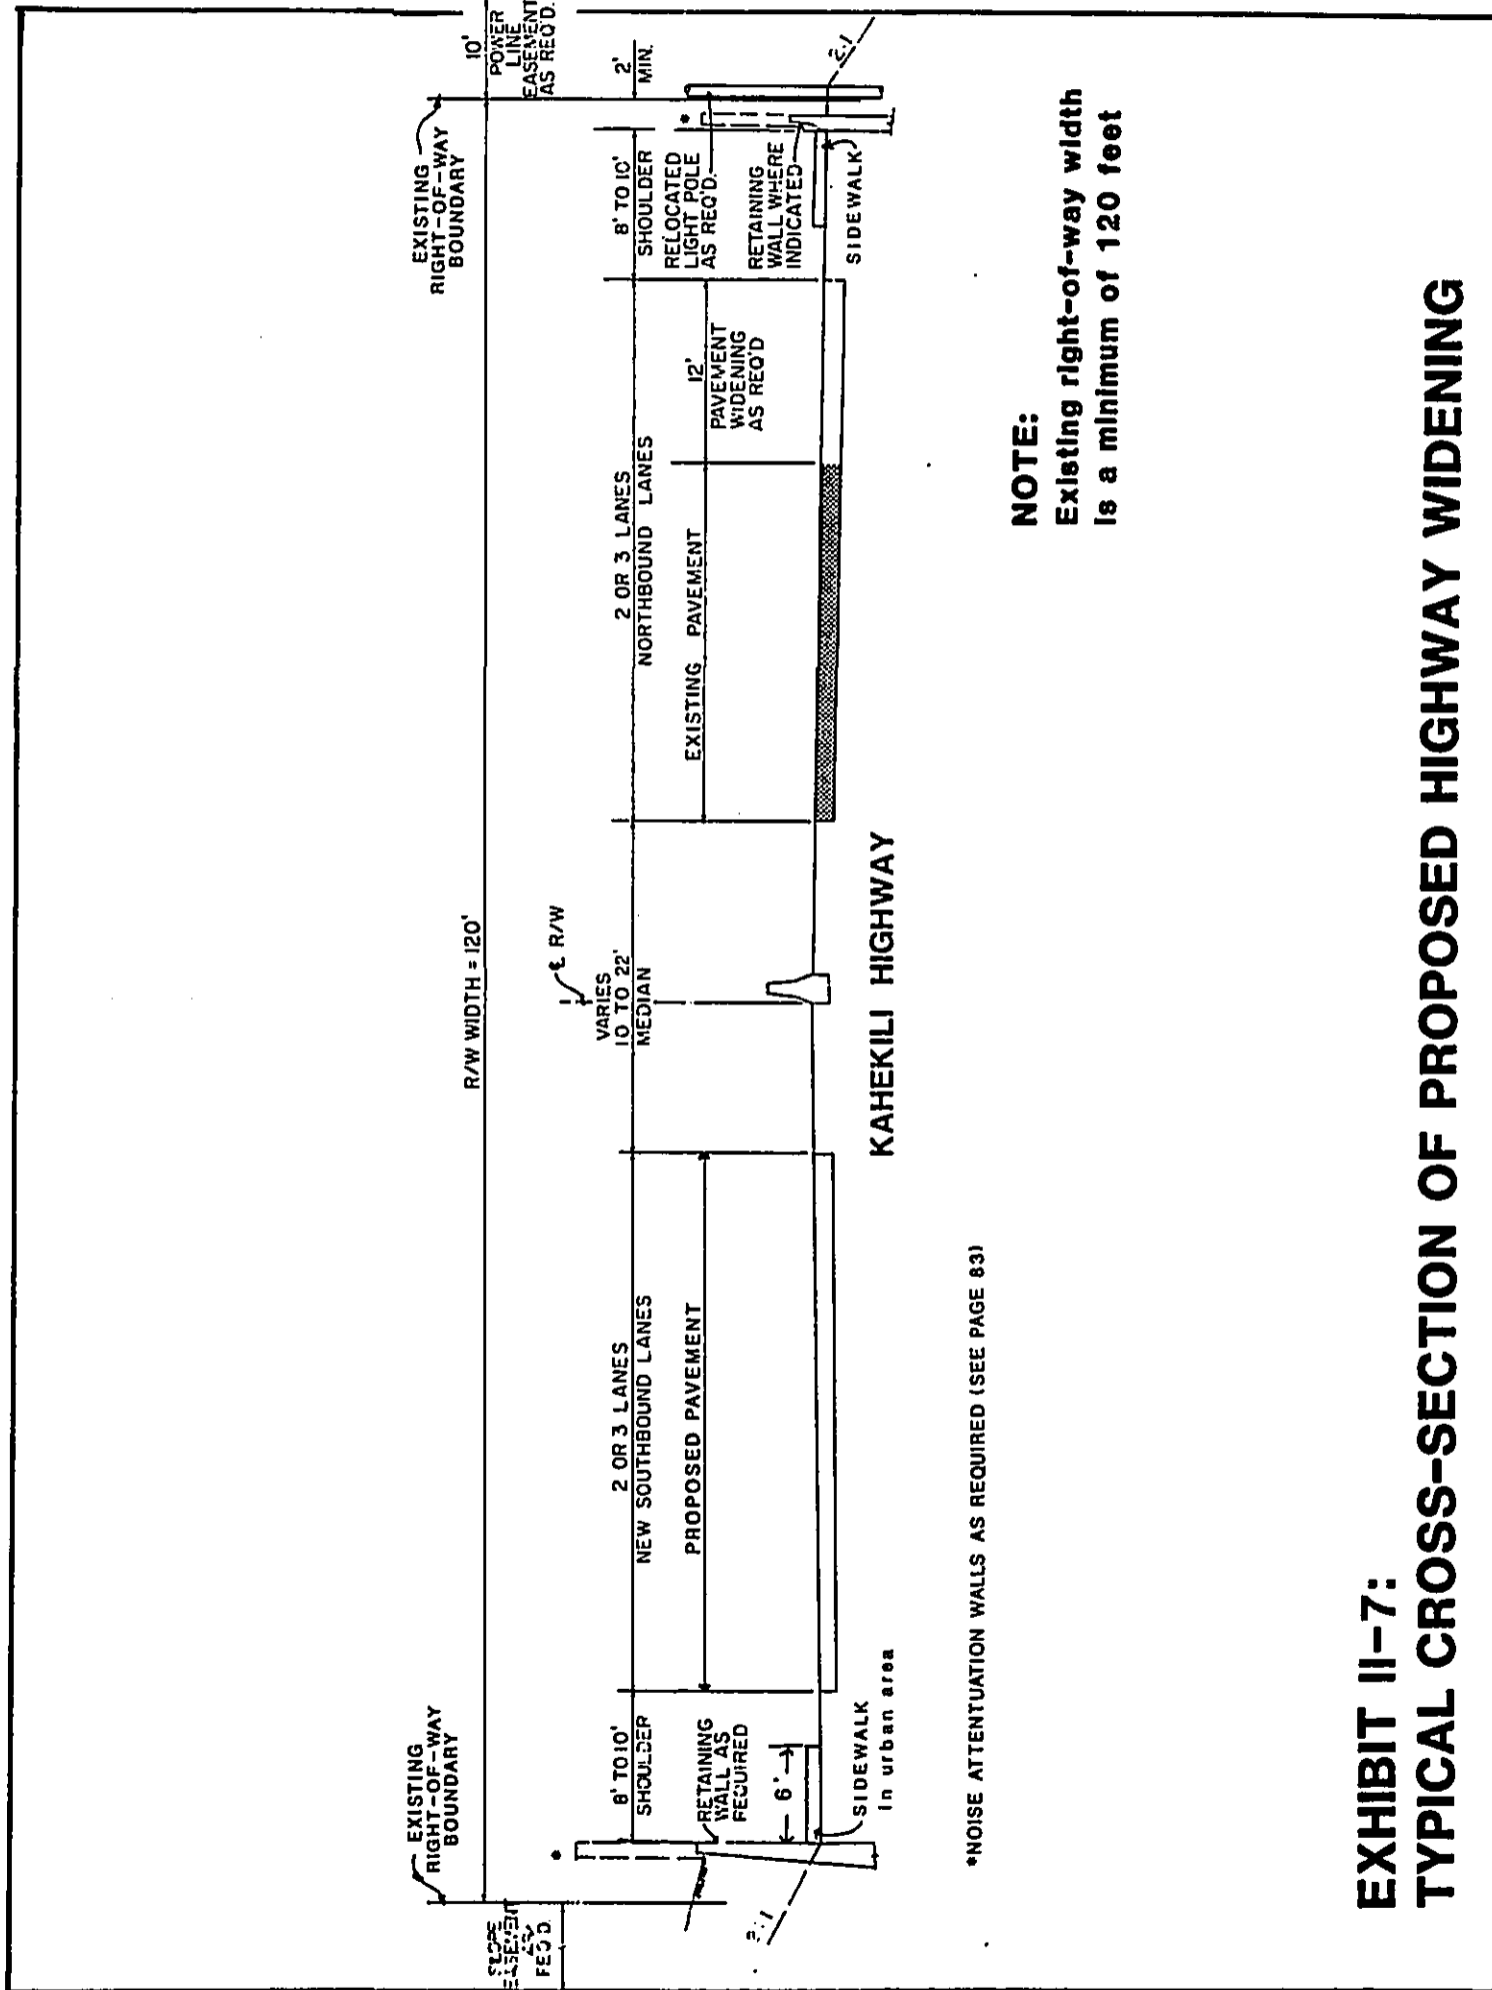 EXISTING
RIGHT-OF-WAY
BOUNDARY
EXISTING
RIGHT-OF-WAY
BOUNDARY
R/W WIDTH = 120'
10'
POWER
LINE
EASEMENT
AS REQ'D.
SLOPE
EASEMENT
8' TO 10'
SHOULDER
2 OR 3 LANES
NEW SOUTHBOUND LANES
℄ R/W
VARIES
10 TO 22'
MEDIAN
2 OR 3 LANES
NORTHBOUND LANES
8' TO 10'
SHOULDER
2'
MIN.
*
RETAINING
WALL AS
REQUIRED
PROPOSED PAVEMENT
EXISTING PAVEMENT
12'
PAVEMENT
WIDENING
AS REQ'D
RELOCATED
LIGHT POLE
AS REQ'D.
*
RETAINING
WALL WHERE
INDICATED
6'
2:1
2:1
SIDEWALK
in urban area
KAHEKILI HIGHWAY
SIDEWALK
*NOISE ATTENTUATION WALLS AS REQUIRED (SEE PAGE 83)
NOTE:
Existing right-of-way width
is a minimum of 120 feet
EXHIBIT II-7:
TYPICAL CROSS-SECTION OF PROPOSED HIGHWAY WIDENING